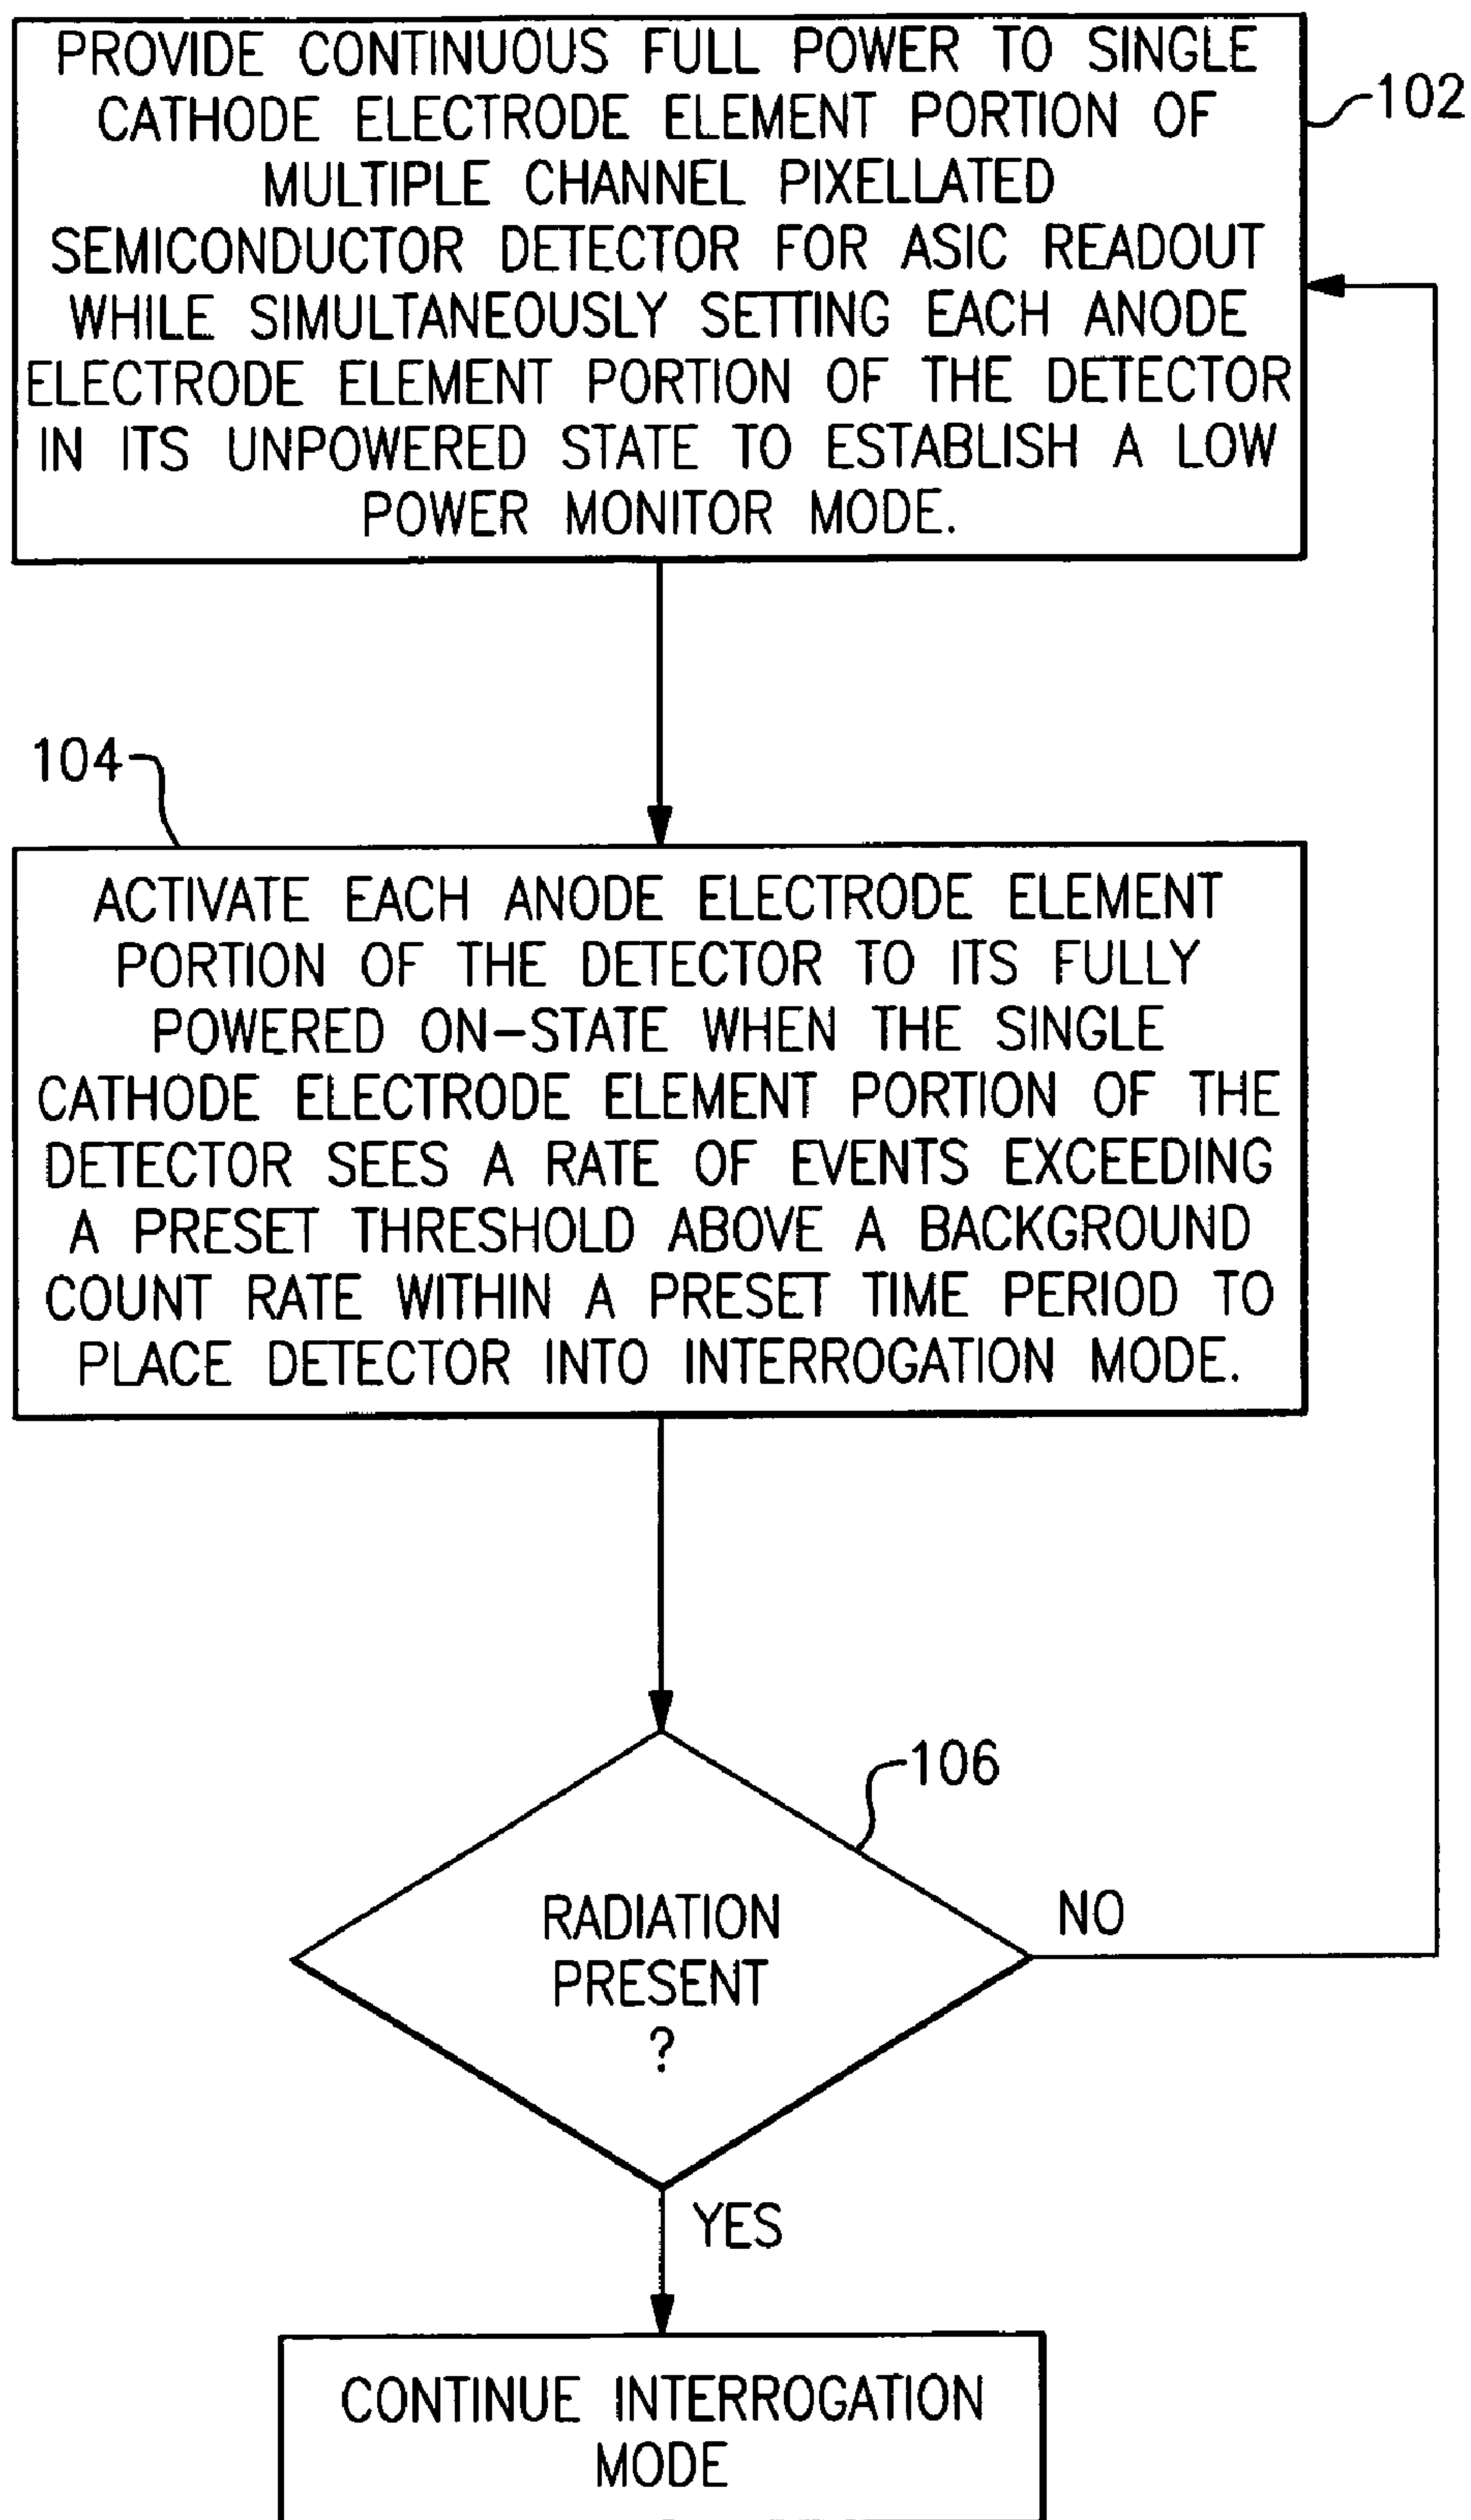 PROVIDE CONTINUOUS FULL POWER TO SINGLE
CATHODE ELECTRODE ELEMENT PORTION OF
MULTIPLE CHANNEL PIXELLATED
SEMICONDUCTOR DETECTOR FOR ASIC READOUT
WHILE SIMULTANEOUSLY SETTING EACH ANODE
ELECTRODE ELEMENT PORTION OF THE DETECTOR
IN ITS UNPOWERED STATE TO ESTABLISH A LOW
POWER MONITOR MODE.
102
104
ACTIVATE EACH ANODE ELECTRODE ELEMENT
PORTION OF THE DETECTOR TO ITS FULLY
POWERED ON-STATE WHEN THE SINGLE
CATHODE ELECTRODE ELEMENT PORTION OF THE
DETECTOR SEES A RATE OF EVENTS EXCEEDING
A PRESET THRESHOLD ABOVE A BACKGROUND
COUNT RATE WITHIN A PRESET TIME PERIOD TO
PLACE DETECTOR INTO INTERROGATION MODE.
106
RADIATION
PRESENT
?
NO
YES
CONTINUE INTERROGATION
MODE